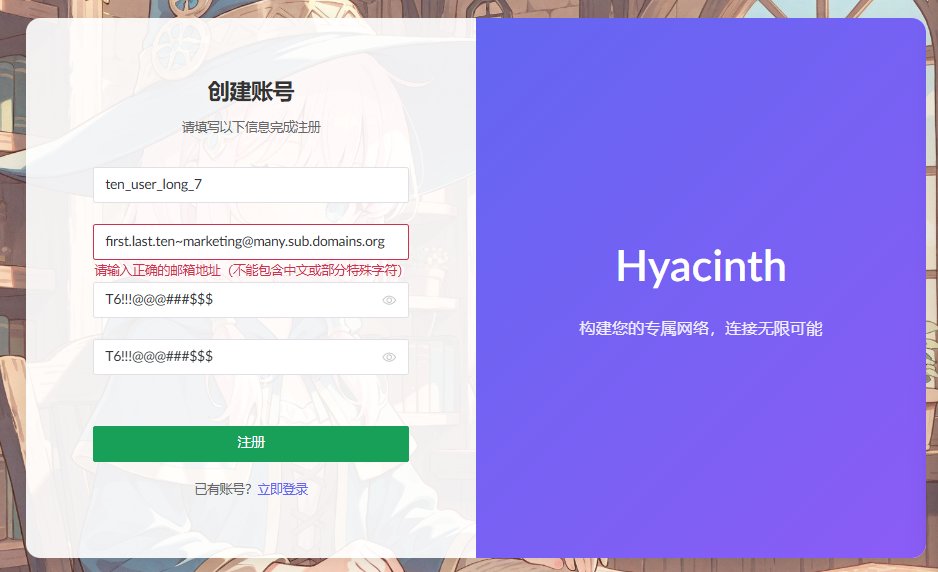 创建账号
请填写以下信息完成注册
ten_user_long_7
first.last.ten~marketing@many.sub.domains.org
请输入正确的邮箱地址（不能包含中文或部分特殊字符）
T6!!!@@@###$$$
T6!!!@@@###$$$
注册
已有账号？立即登录
Hyacinth
构建您的专属网络，连接无限可能